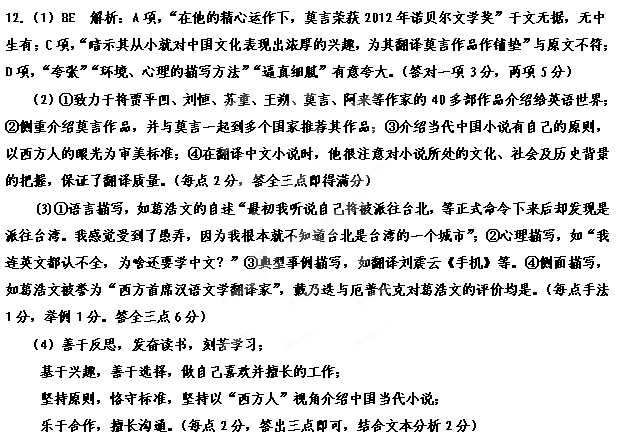 12.（1）BE　解析：A项，“在他的精心运作下，莫言荣获2012年诺贝尔文学奖”于文无据，无中
生有；C项，“暗示其从小就对中国文化表现出浓厚的兴趣，为其翻译莫言作品作铺垫”与原文不符；
D项，“夸张”“环境、心理的描写方法”“逼真细腻”有意夸大。（答对一项3分，两项5分）
（2）①致力于将贾平凹、刘恒、苏童、王朔、莫言、阿来等作家的40多部作品介绍给英语世界；
②侧重介绍莫言作品，并与莫言一起到多个国家推荐其作品；③介绍当代中国小说有自己的原则，
以西方人的眼光为审美标准；④在翻译中文小说时，他很注意对小说所处的文化、社会及历史背景
的把握，保证了翻译质量。（每点2分，答全三点即得满分）
(3)①语言描写，如葛浩文的自述“最初我听说自己将被派往台北，等正式命令下来后却发现是
派往台湾。我感觉受到了愚弄，因为我根本就不知道台北是台湾的一个城市”；②心理描写，如“我
连英文都认不全，为啥还要学中文？”③典型事例描写，如翻译刘震云《手机》等。④侧面描写，
如葛浩文被誉为“西方首席汉语文学翻译家”，戴乃迭与厄普代克对葛浩文的评价均是。（每点手法
1分，举例1分。答全三点6分）
（4）善于反思，发奋读书，刻苦学习；
基于兴趣，善于选择，做自己喜欢并擅长的工作；
坚持原则，恪守标准，坚持以“西方人”视角介绍中国当代小说；
乐于合作，擅长沟通。（每点2分，答出三点即可，结合文本分析2分）